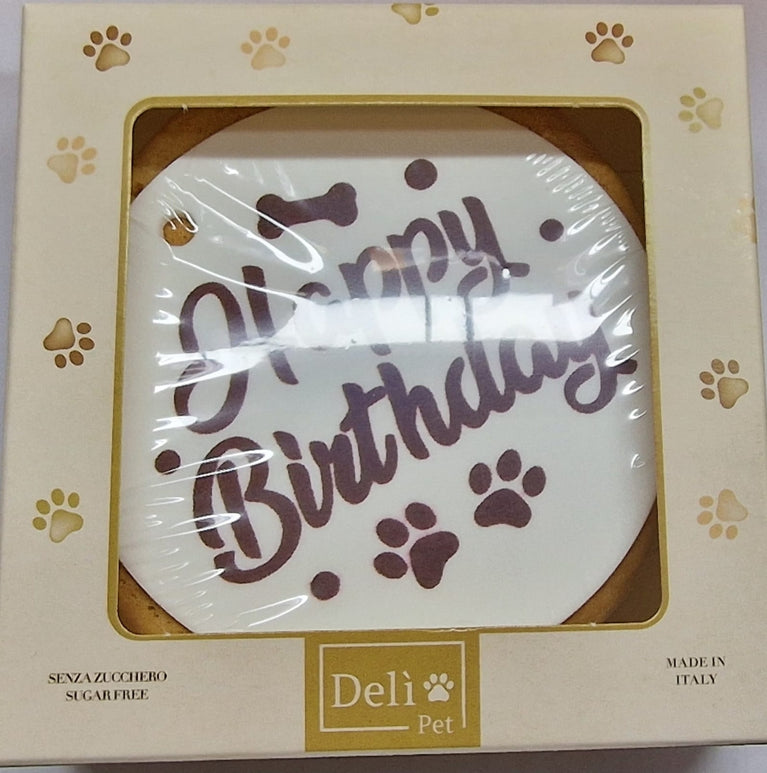 Happy
Birthday
SENZA ZUCCHERO
SUGAR FREE
Delì
Pet
MADE IN
ITALY